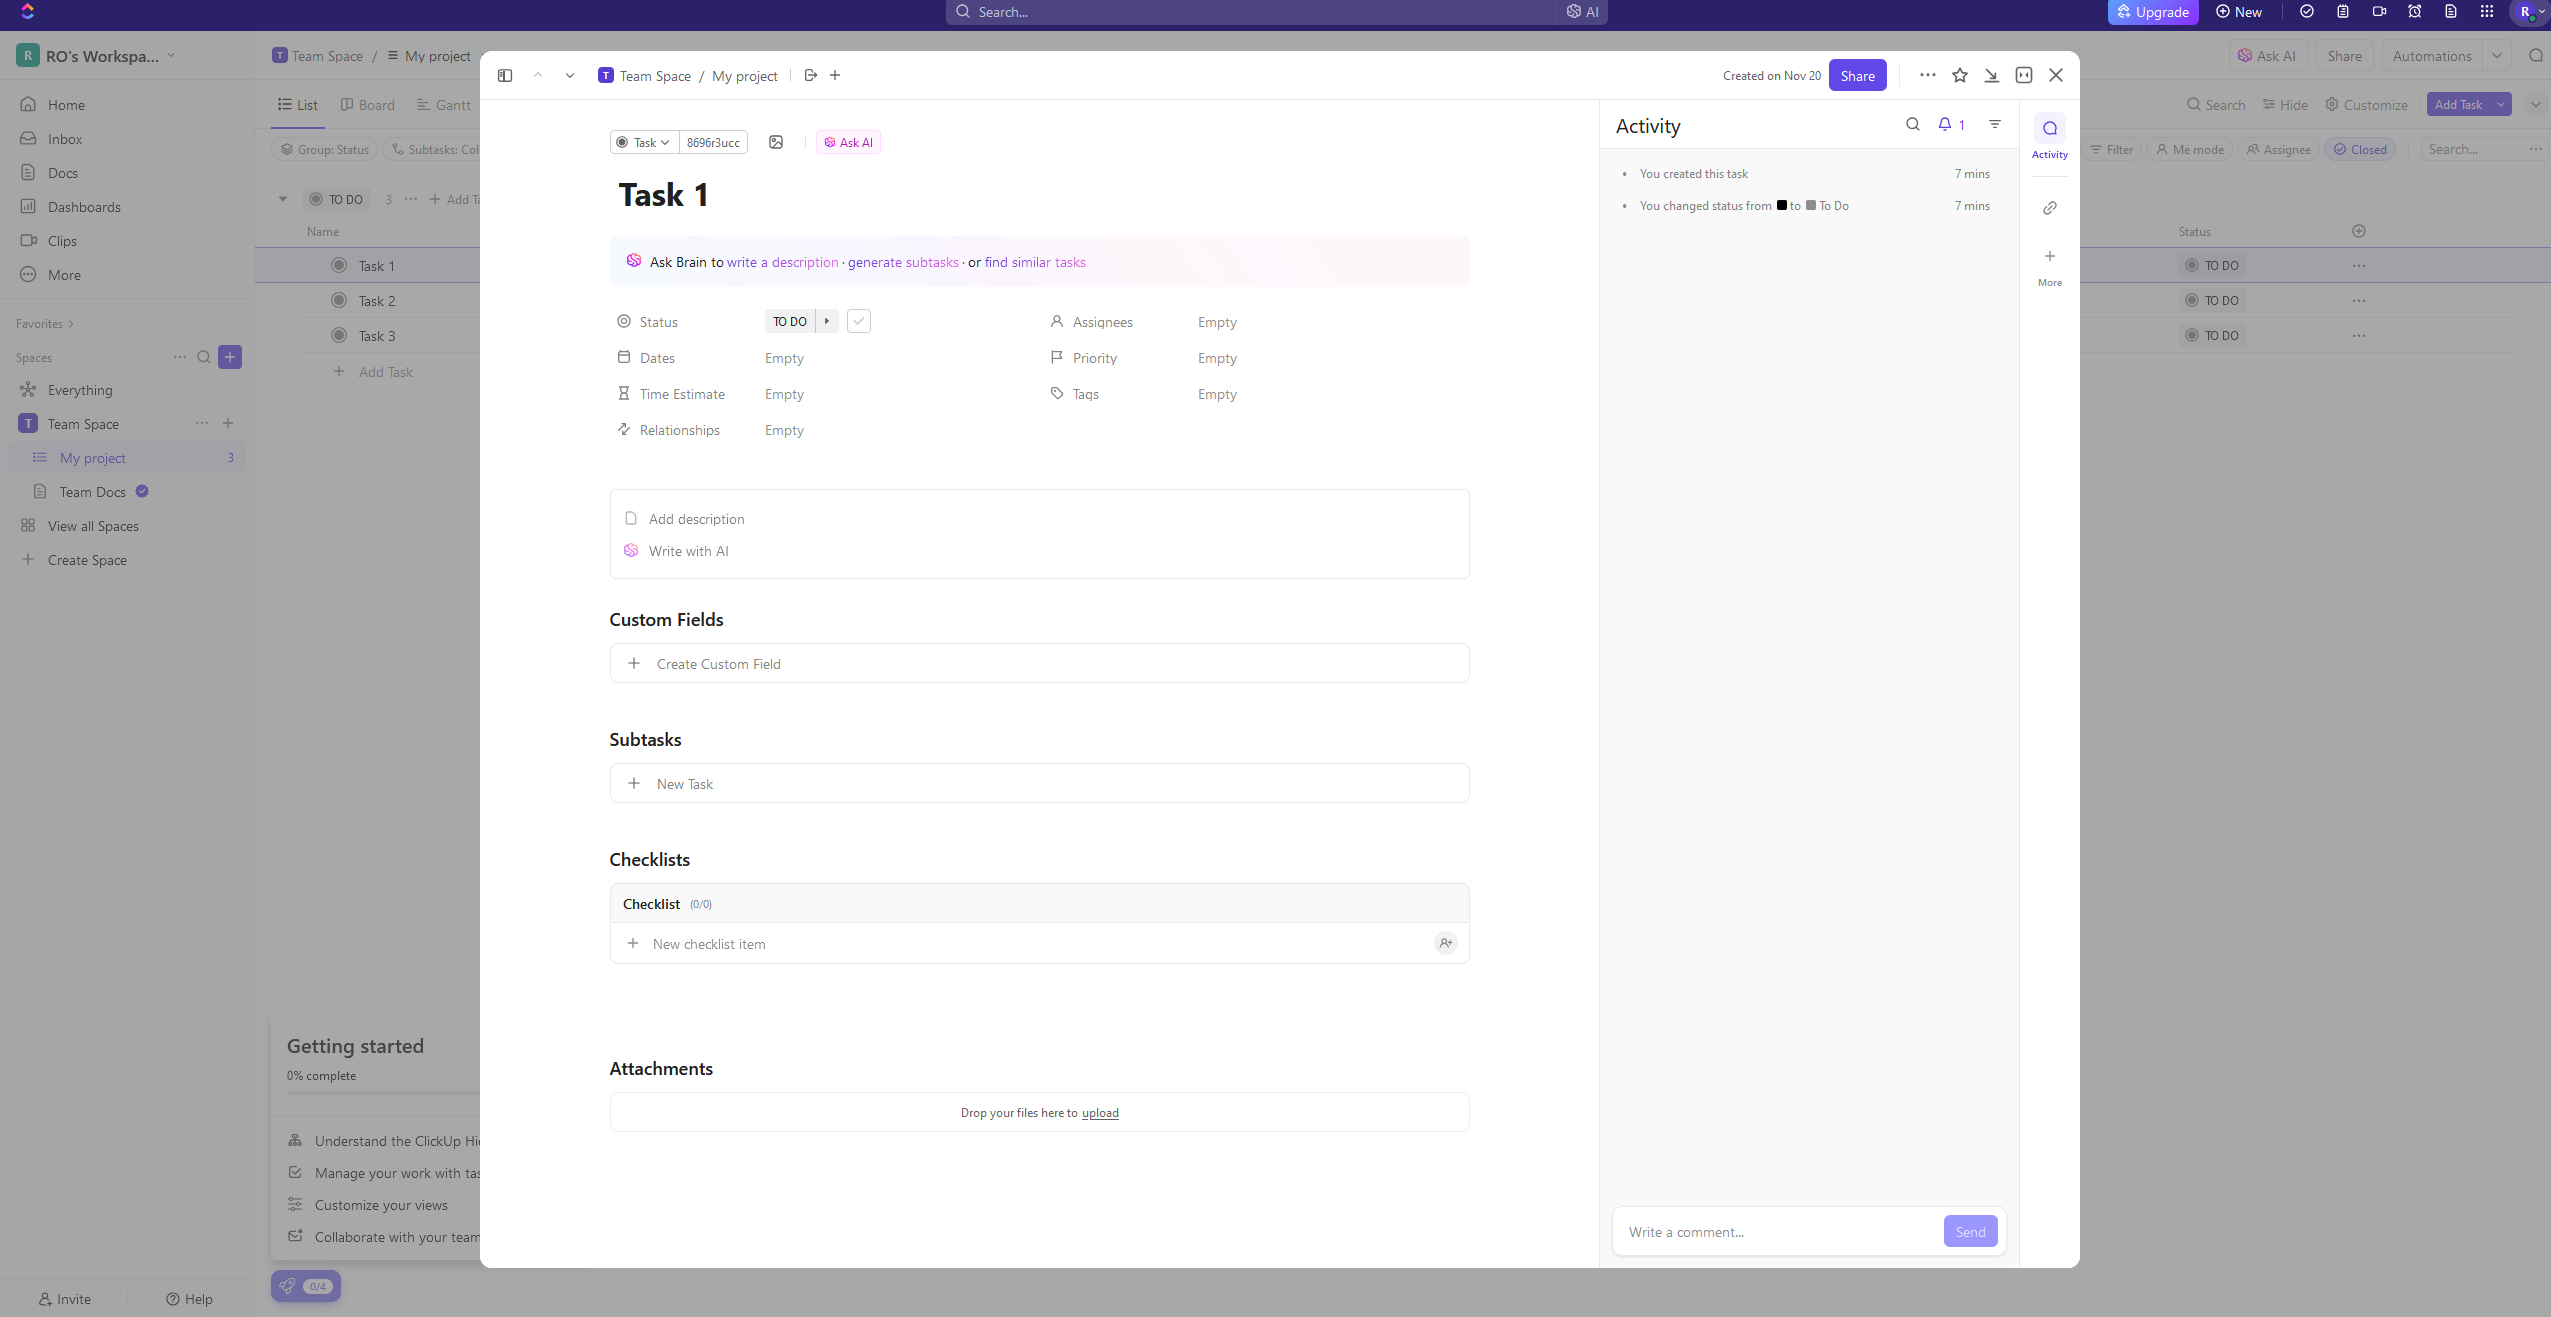 Search...
AI
Upgrade
New
R
R
RO's Workspa...
T Team Space / My project
Ask AI
Share
Automations
Home
Inbox
Docs
Dashboards
Clips
More
Favorites
Spaces
Everything
T Team Space
My project 3
Team Docs
View all Spaces
Create Space
Invite
Help
List
Board
Gantt
Search
Hide
Customize
Add Task
Group: Status
Subtasks: Col
Filter
Me mode
Assignee
Closed
Search...
TO DO 3 ... + Add Ta
Name
Status
Task 1
TO DO
Task 2
TO DO
Task 3
TO DO
Add Task
Getting started
0% complete
Understand the ClickUp Hie
Manage your work with tas
Customize your views
Collaborate with your team
0/4
T Team Space / My project
Created on Nov 20
Share
Task
8696r3ucc
Ask AI
Task 1
Ask Brain to write a description · generate subtasks · or find similar tasks
Status TO DO
Assignees Empty
Dates Empty
Priority Empty
Time Estimate Empty
Tags Empty
Relationships Empty
Add description
Write with AI
Custom Fields
Create Custom Field
Subtasks
New Task
Checklists
Checklist (0/0)
New checklist item
Attachments
Drop your files here to upload
Activity
1
You created this task 7 mins
You changed status from to To Do 7 mins
Write a comment...
Send
Activity
More